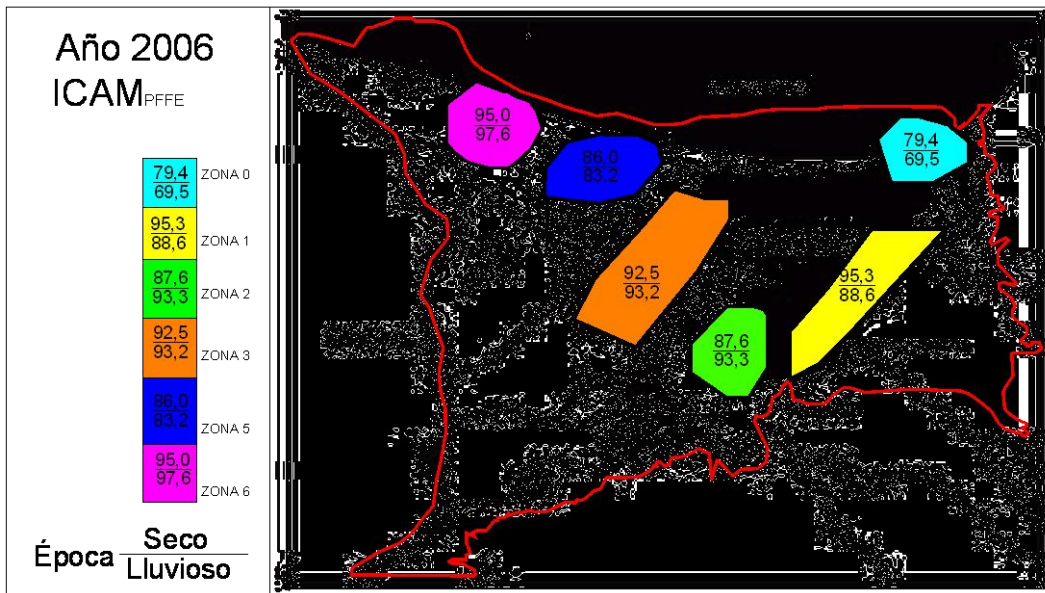 Año 2006
ICAMPFFE
79,4
69,5
ZONA 0
95,3
88,6
ZONA 1
87,6
93,3
ZONA 2
92,5
93,2
ZONA 3
86,0
83,2
ZONA 5
95,0
97,6
ZONA 6
Época
Seco
Lluvioso
95,0
97,6
86,0
83,2
79,4
69,5
92,5
93,2
95,3
88,6
87,6
93,3